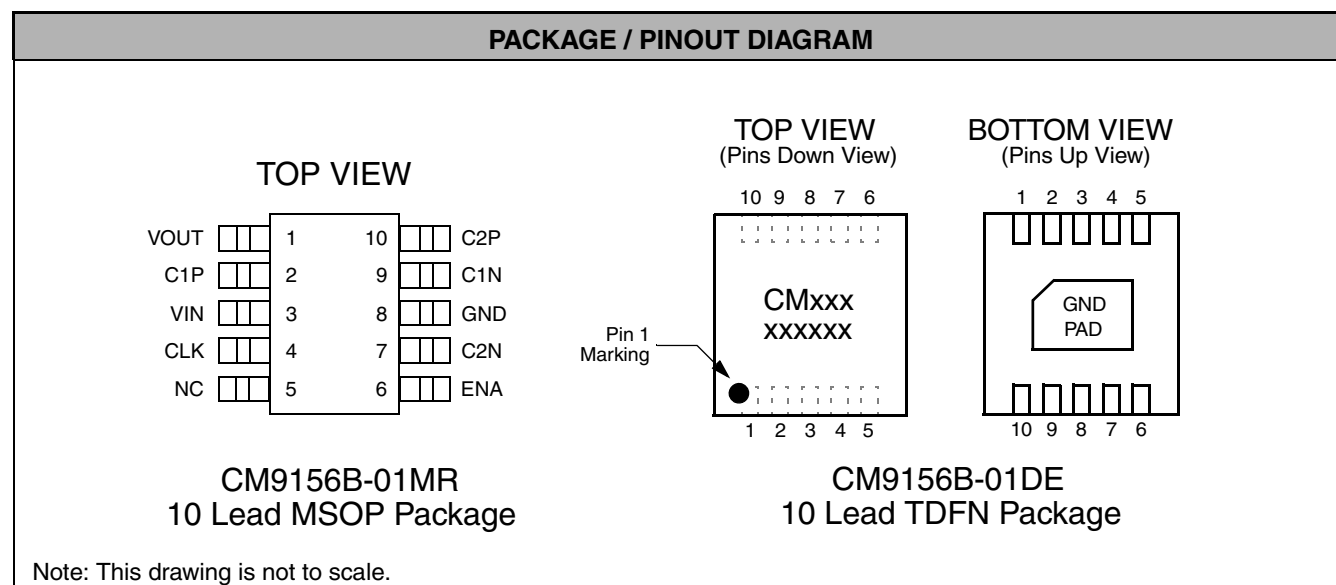 PACKAGE / PINOUT DIAGRAM
TOP VIEW
VOUT 1 10 C2P
C1P 2 9 C1N
VIN 3 8 GND
CLK 4 7 C2N
NC 5 6 ENA
CM9156B-01MR
10 Lead MSOP Package
TOP VIEW
(Pins Down View)
10 9 8 7 6
CMxxx
xxxxxx
Pin 1
Marking
1 2 3 4 5
BOTTOM VIEW
(Pins Up View)
1 2 3 4 5
GND
PAD
10 9 8 7 6
CM9156B-01DE
10 Lead TDFN Package
Note: This drawing is not to scale.